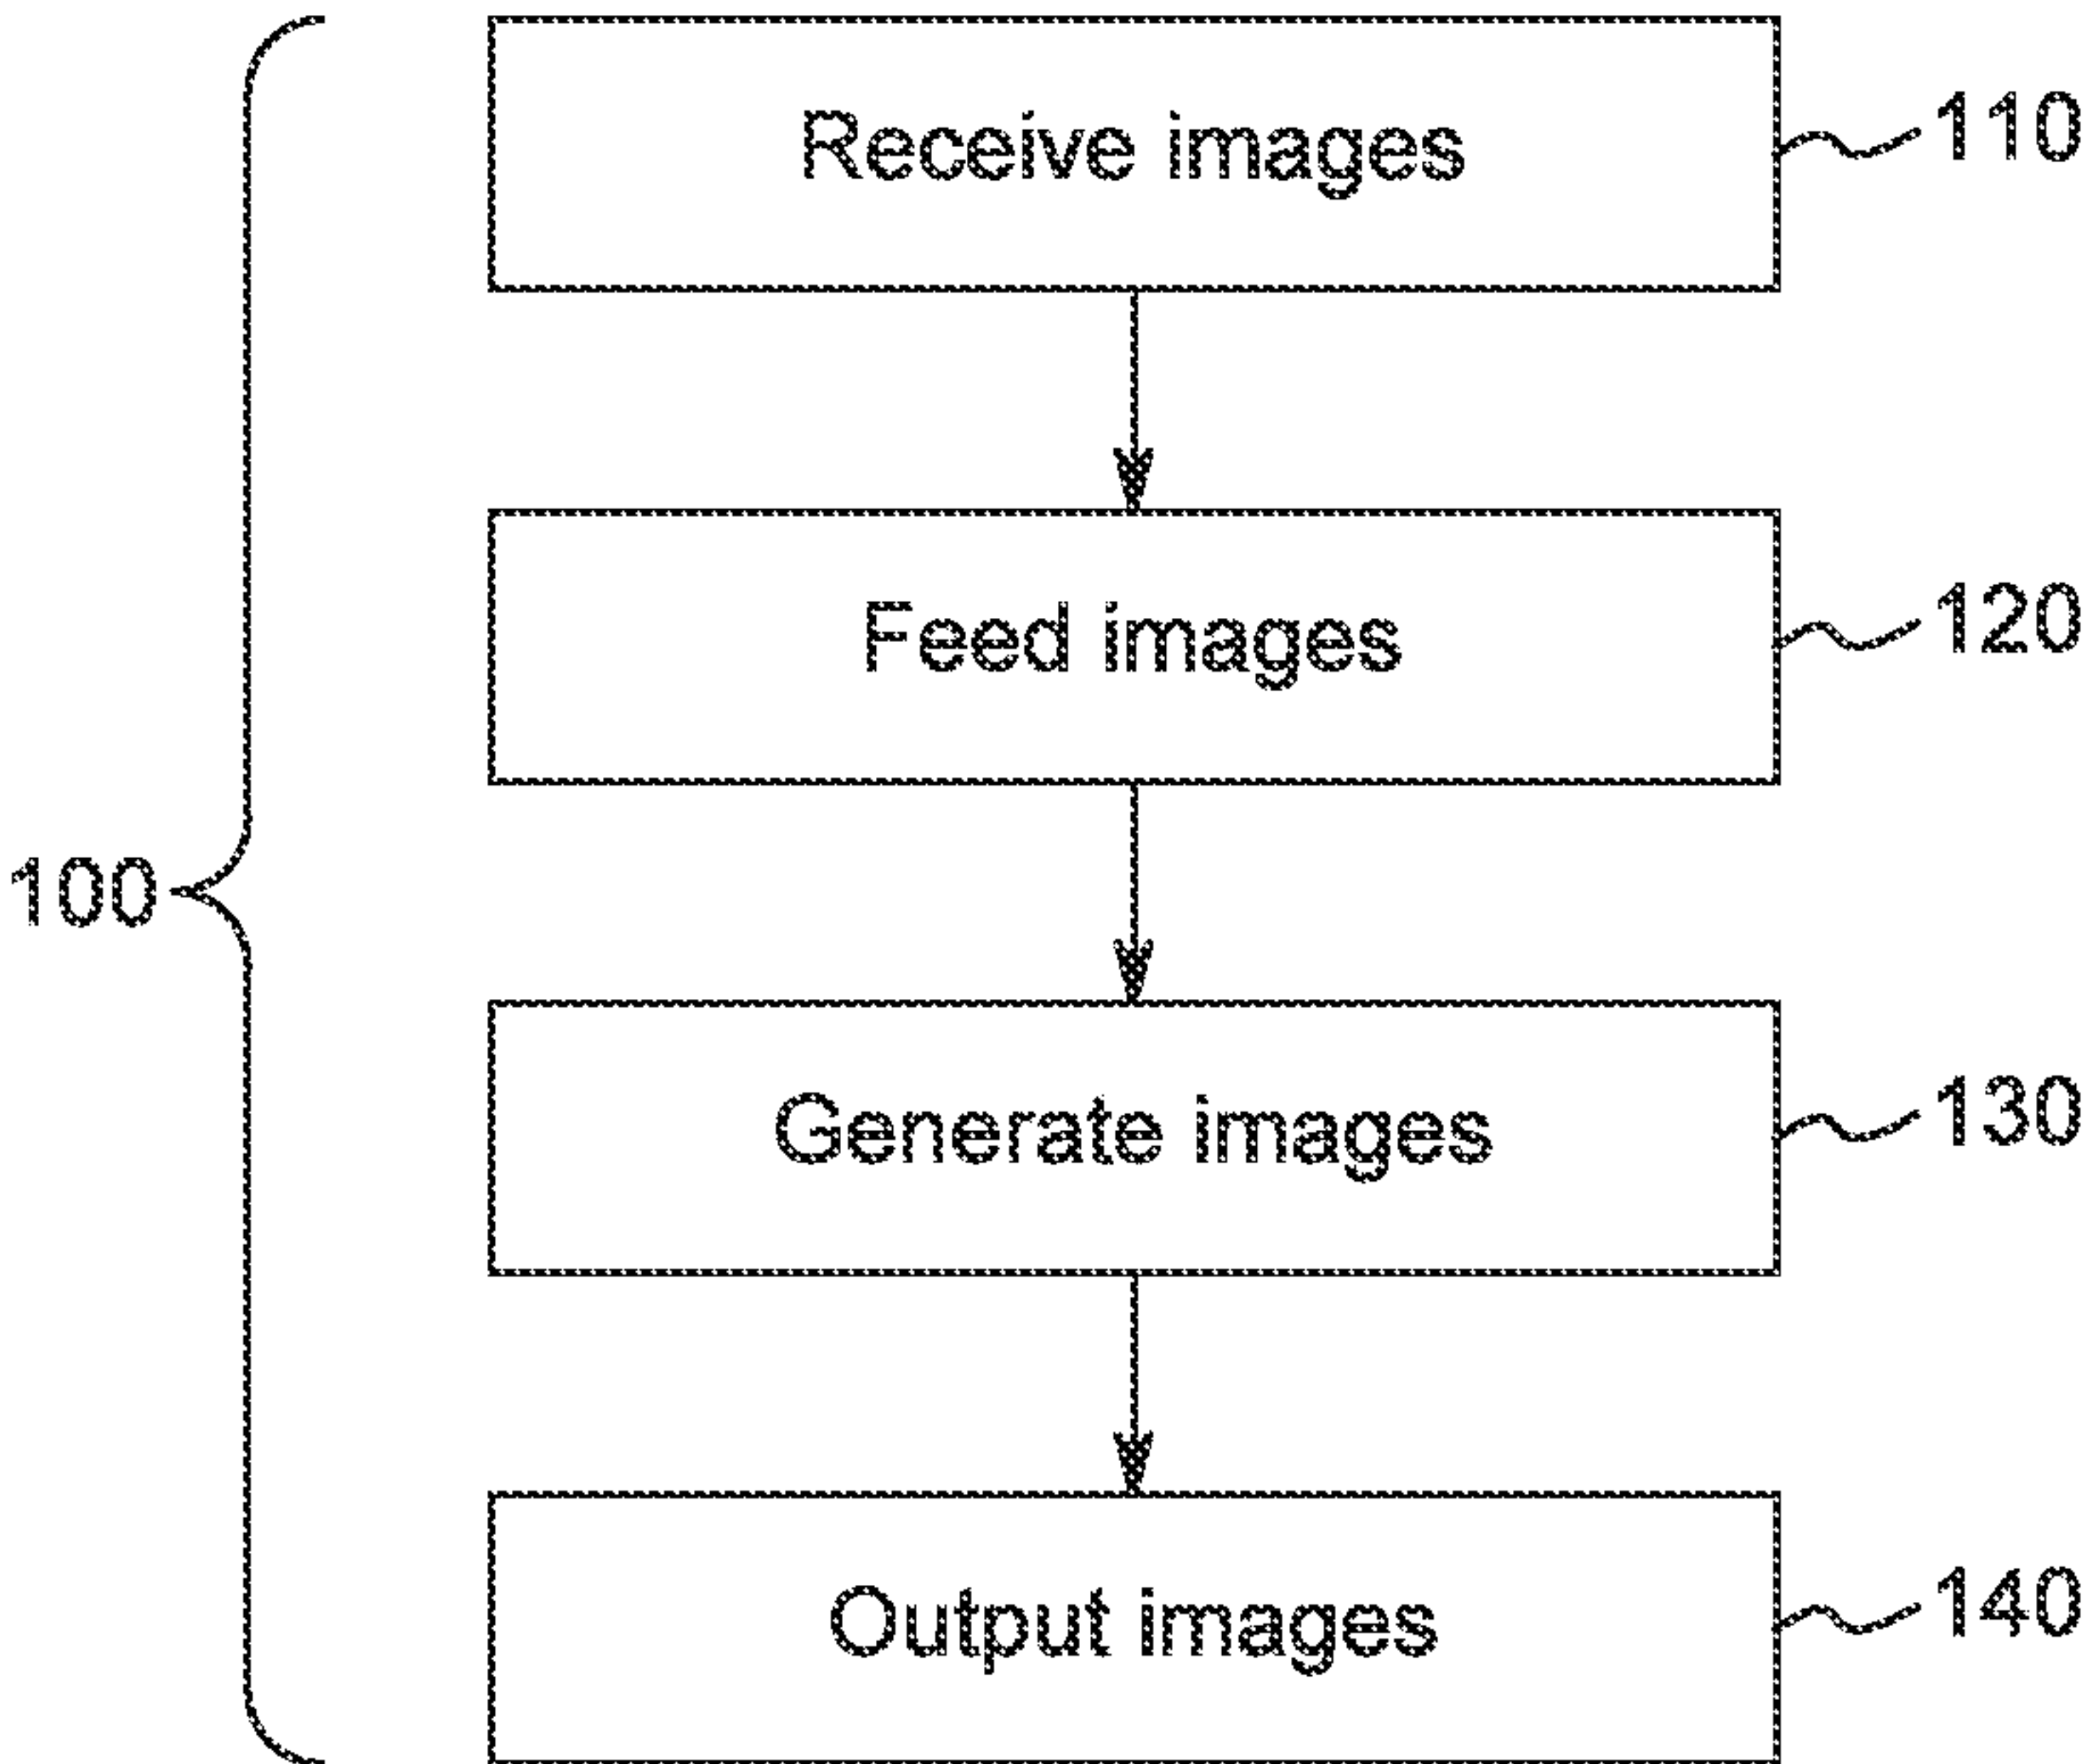 Receive images
110
Feed images
120
100
Generate images
130
Output images
140